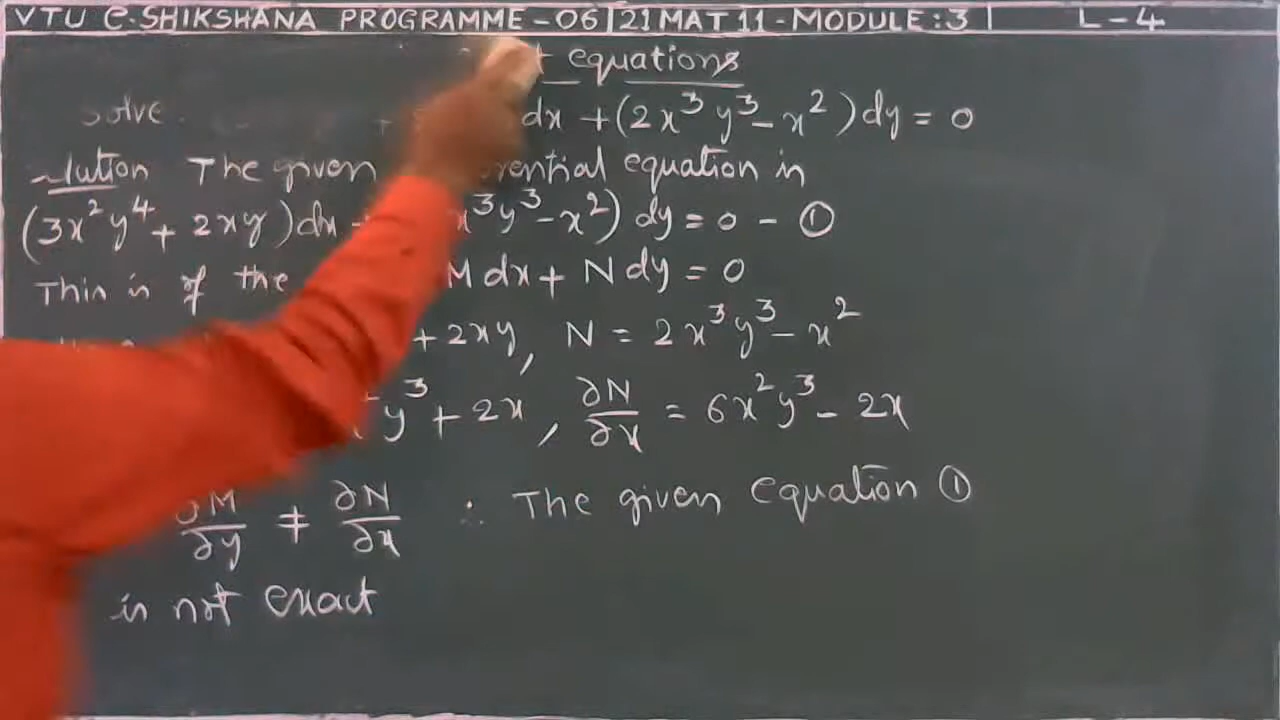 VTU e-SHIKSHANA PROGRAMME - 06 | 21 MAT 11 - MODULE : 3 | L - 4
equations
Solve dx + (2x³y³ - x²) dy = 0
The given equation in
(3x²y⁴ + 2xy) dx x³y³ - x²) dy = 0 - ①
This is of the M dx + N dy = 0
+ 2xy, N = 2x³y³ - x²
y³ + 2x, ∂N/∂x = 6x²y³ - 2x
∂M/∂y ≠ ∂N/∂x ∴ The given equation ①
is not exact